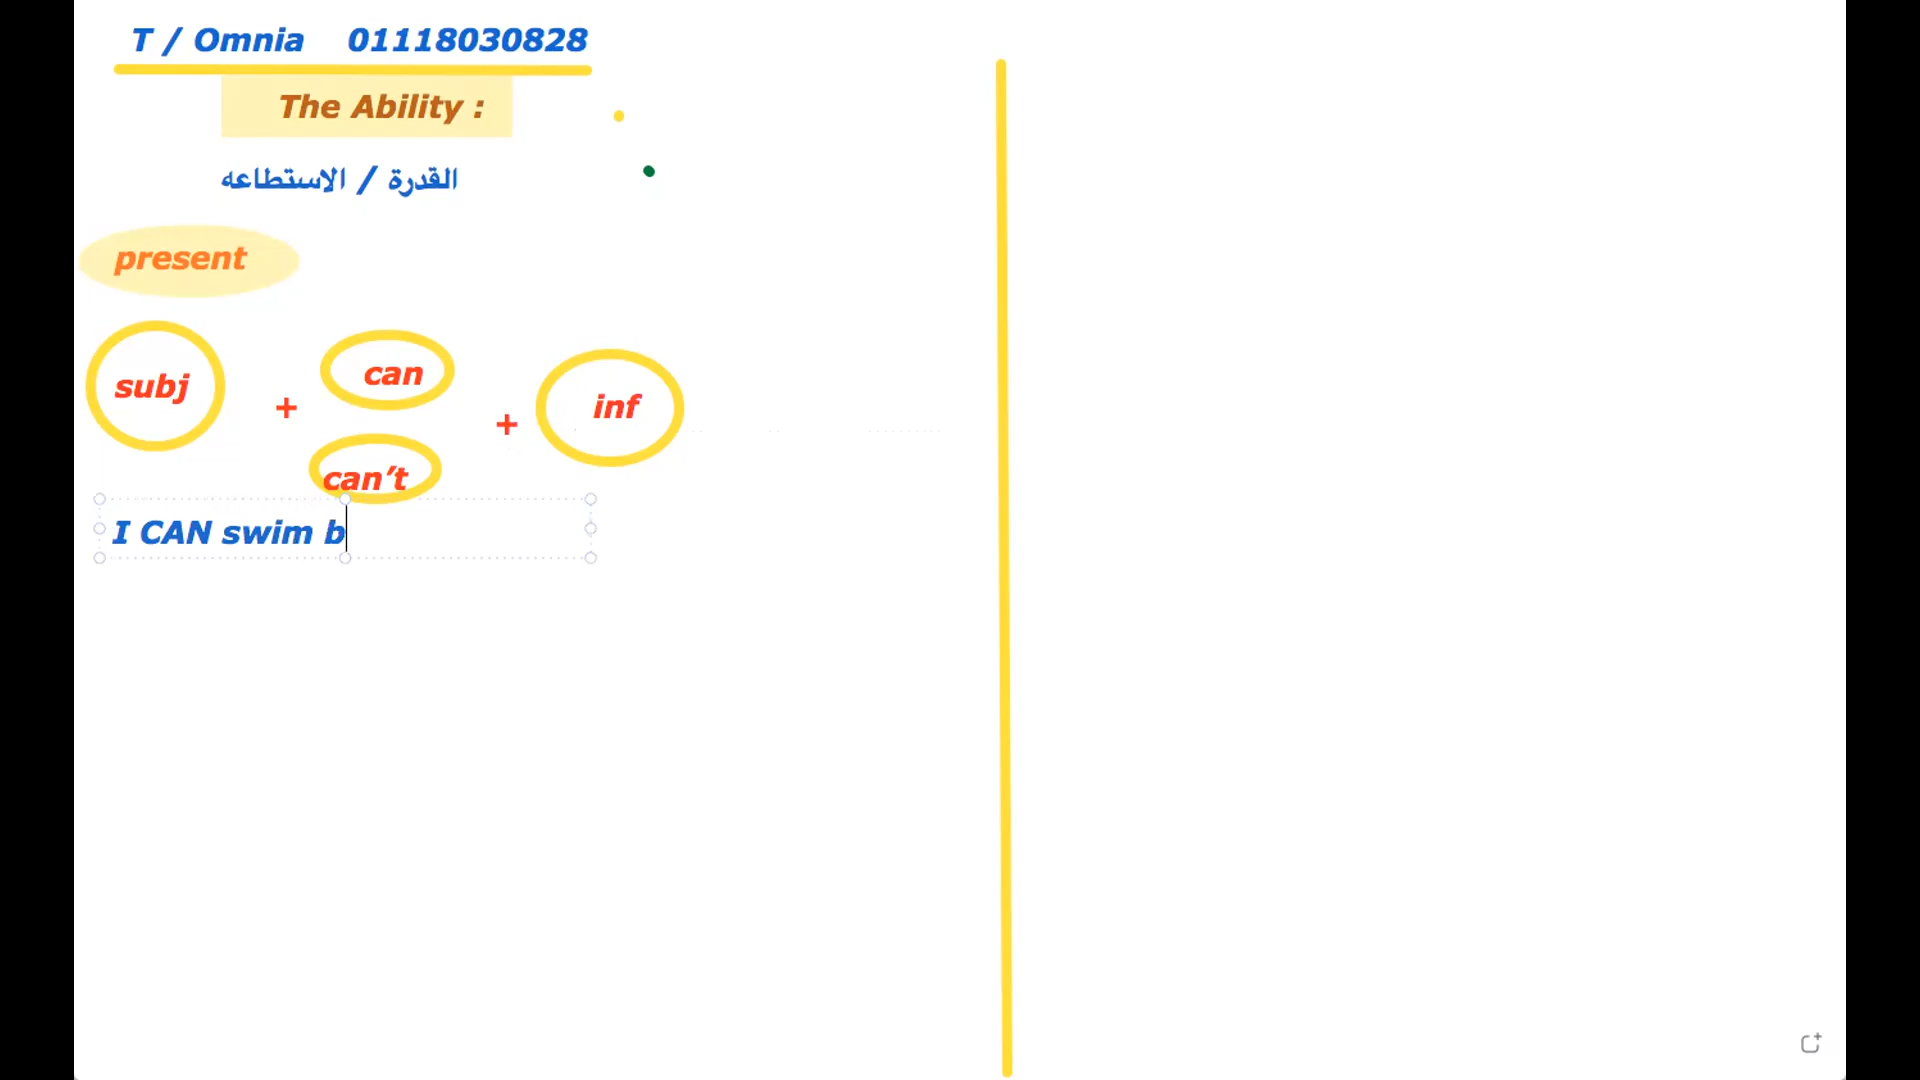 T / Omnia 01118030828
The Ability :
القدرة / الاستطاعه
present
subj + can + inf
can't
I CAN swim b